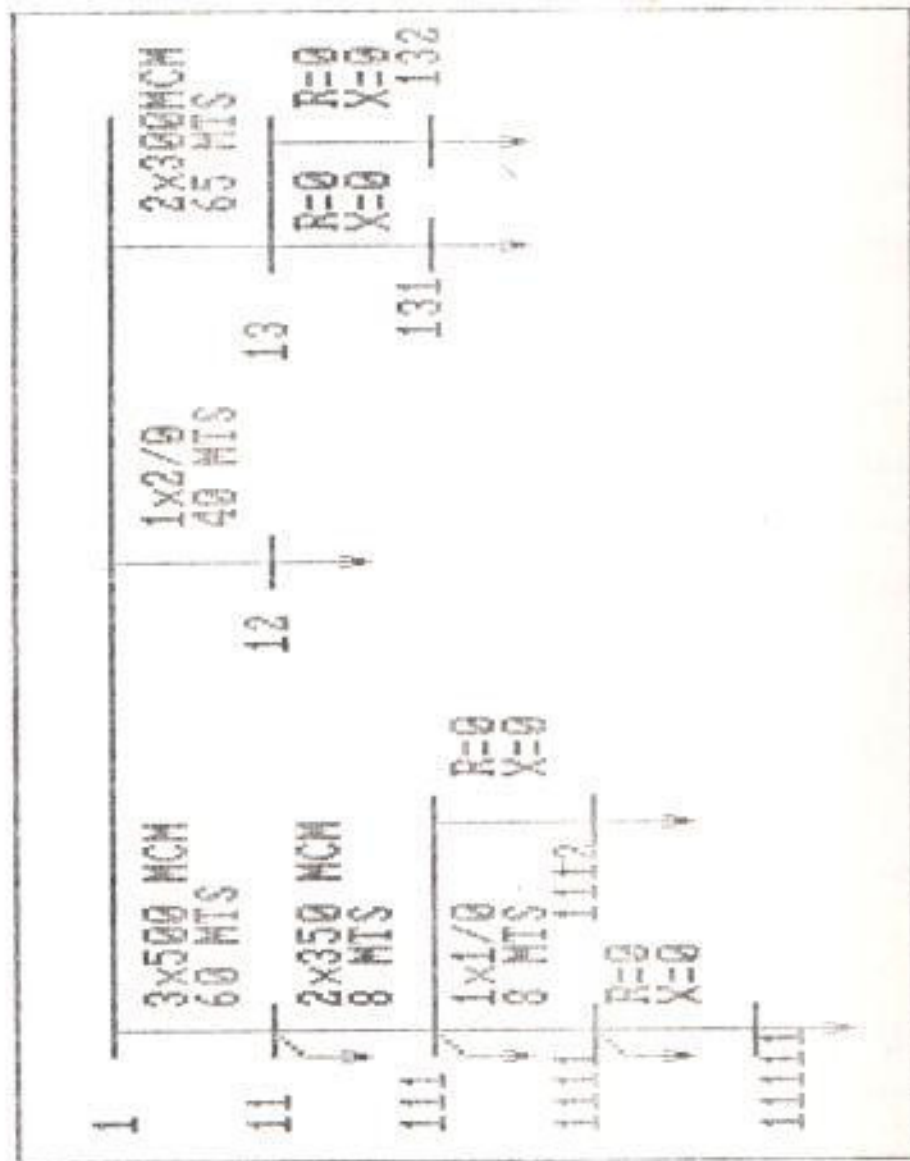 1
3x500 MCM
60 MTS
1x2/0
40 MTS
2x300MCM
65 MTS
11
2x350 MCM
8 MTS
12
13
R=0
X=0
R=0
X=0
111
1x1/0
8 MTS
R=0
X=0
131
132
1111
R=0
X=0
1112
11111